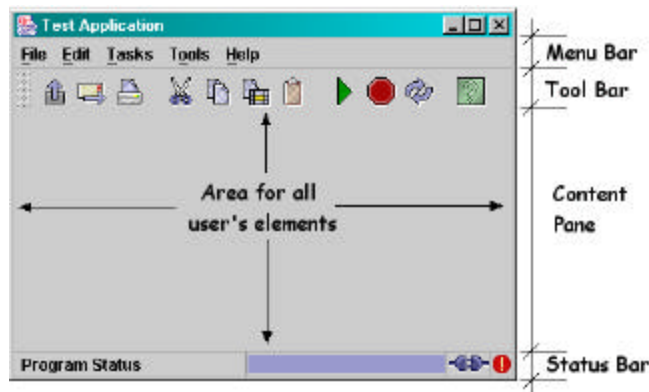 Test Application
File Edit Tasks Tools Help
Menu Bar
Tool Bar
Area for all
user's elements
Content
Pane
Program Status
Status Bar